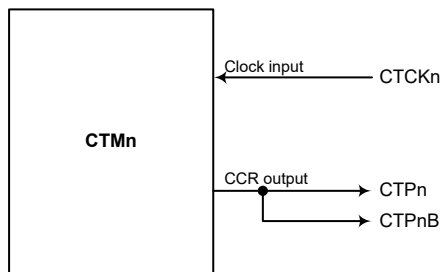 Clock input
CTCKn
CTMn
CCR output
CTPn
CTPnB